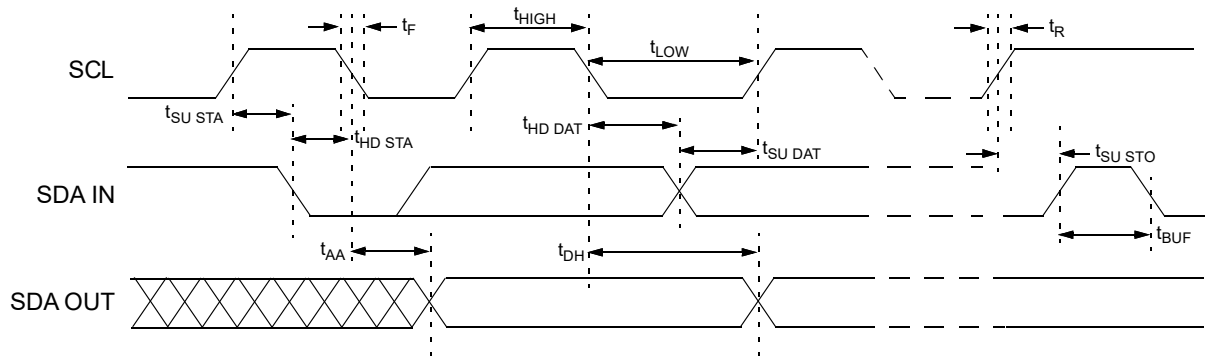 tF
tHIGH
tR
tLOW
SCL
tSU STA
tHD STA
tHD DAT
tSU DAT
tSU STO
SDA IN
tAA
tDH
tBUF
SDA OUT